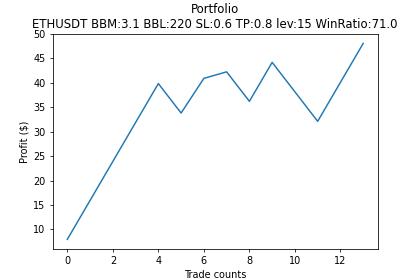 Portfolio
ETHUSDT BBM:3.1 BBL:220 SL:0.6 TP:0.8 lev:15 WinRatio:71.0
50
45
40
35
30
25
20
15
10
Profit ($)
0 2 4 6 8 10 12
Trade counts